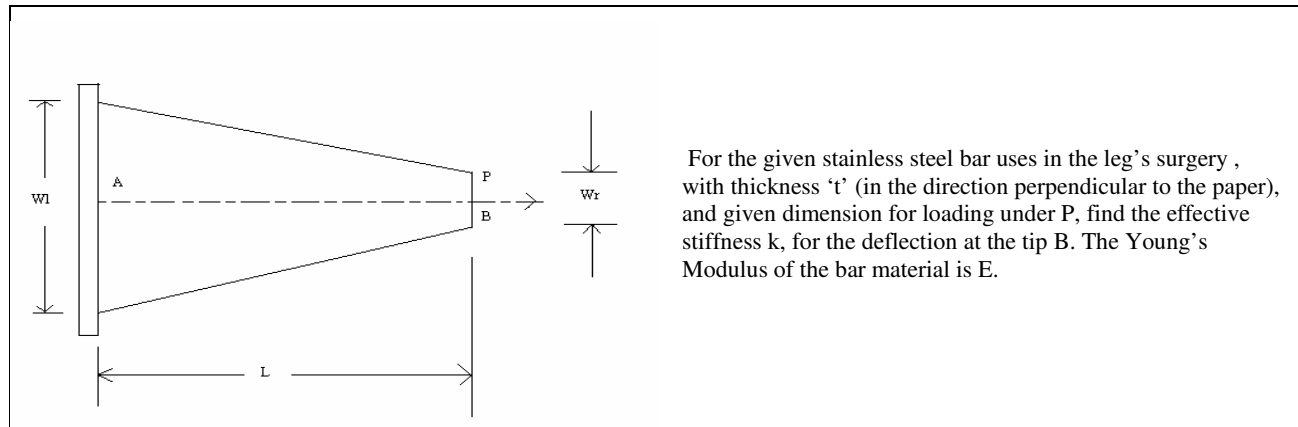 Wl
A
P
B
Wr
L
For the given stainless steel bar uses in the leg's surgery ,
with thickness ‘t’ (in the direction perpendicular to the paper),
and given dimension for loading under P, find the effective
stiffness k, for the deflection at the tip B. The Young's
Modulus of the bar material is E.